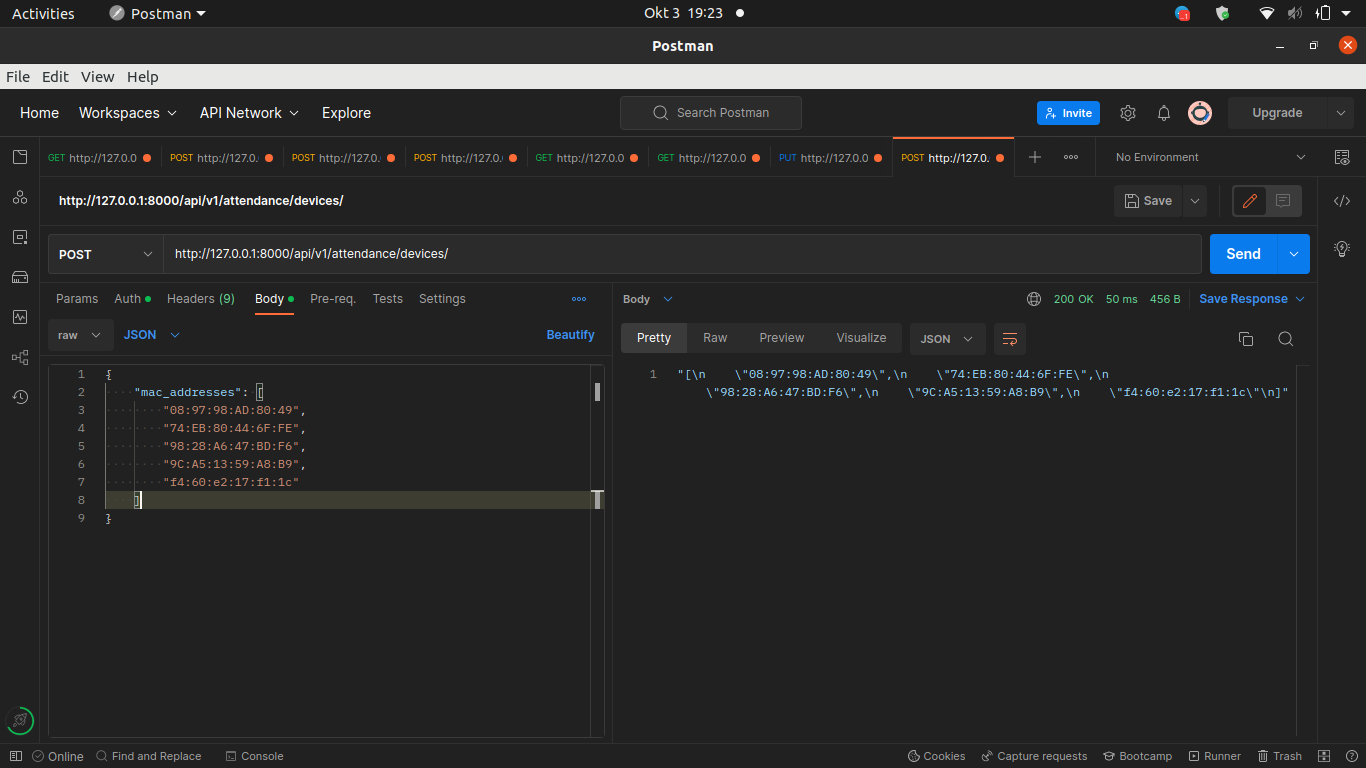 Activities Postman Okt 3 19:23
Postman
File Edit View Help
Home Workspaces API Network Explore Search Postman Invite Upgrade
GET http://127.0.0 POST http://127.0. POST http://127.0. POST http://127.0. GET http://127.0.0 GET http://127.0.0 PUT http://127.0.0 POST http://127.0. No Environment
http://127.0.0.1:8000/api/v1/attendance/devices/ Save
POST http://127.0.0.1:8000/api/v1/attendance/devices/ Send
Params Auth Headers (9) Body Pre-req. Tests Settings
Body 200 OK 50 ms 456 B Save Response
raw JSON Beautify
Pretty Raw Preview Visualize JSON
1 {
2 "mac_addresses": [
3 "08:97:98:AD:80:49",
4 "74:EB:80:44:6F:FE",
5 "98:28:A6:47:BD:F6",
6 "9C:A5:13:59:A8:B9",
7 "f4:60:e2:17:f1:1c"
8 ]
9 }
1 "[\n    \"08:97:98:AD:80:49\",\n    \"74:EB:80:44:6F:FE\",\n
\"98:28:A6:47:BD:F6\",\n    \"9C:A5:13:59:A8:B9\",\n    \"f4:60:e2:17:f1:1c\"\n]"
Online Find and Replace Console Cookies Capture requests Bootcamp Runner Trash